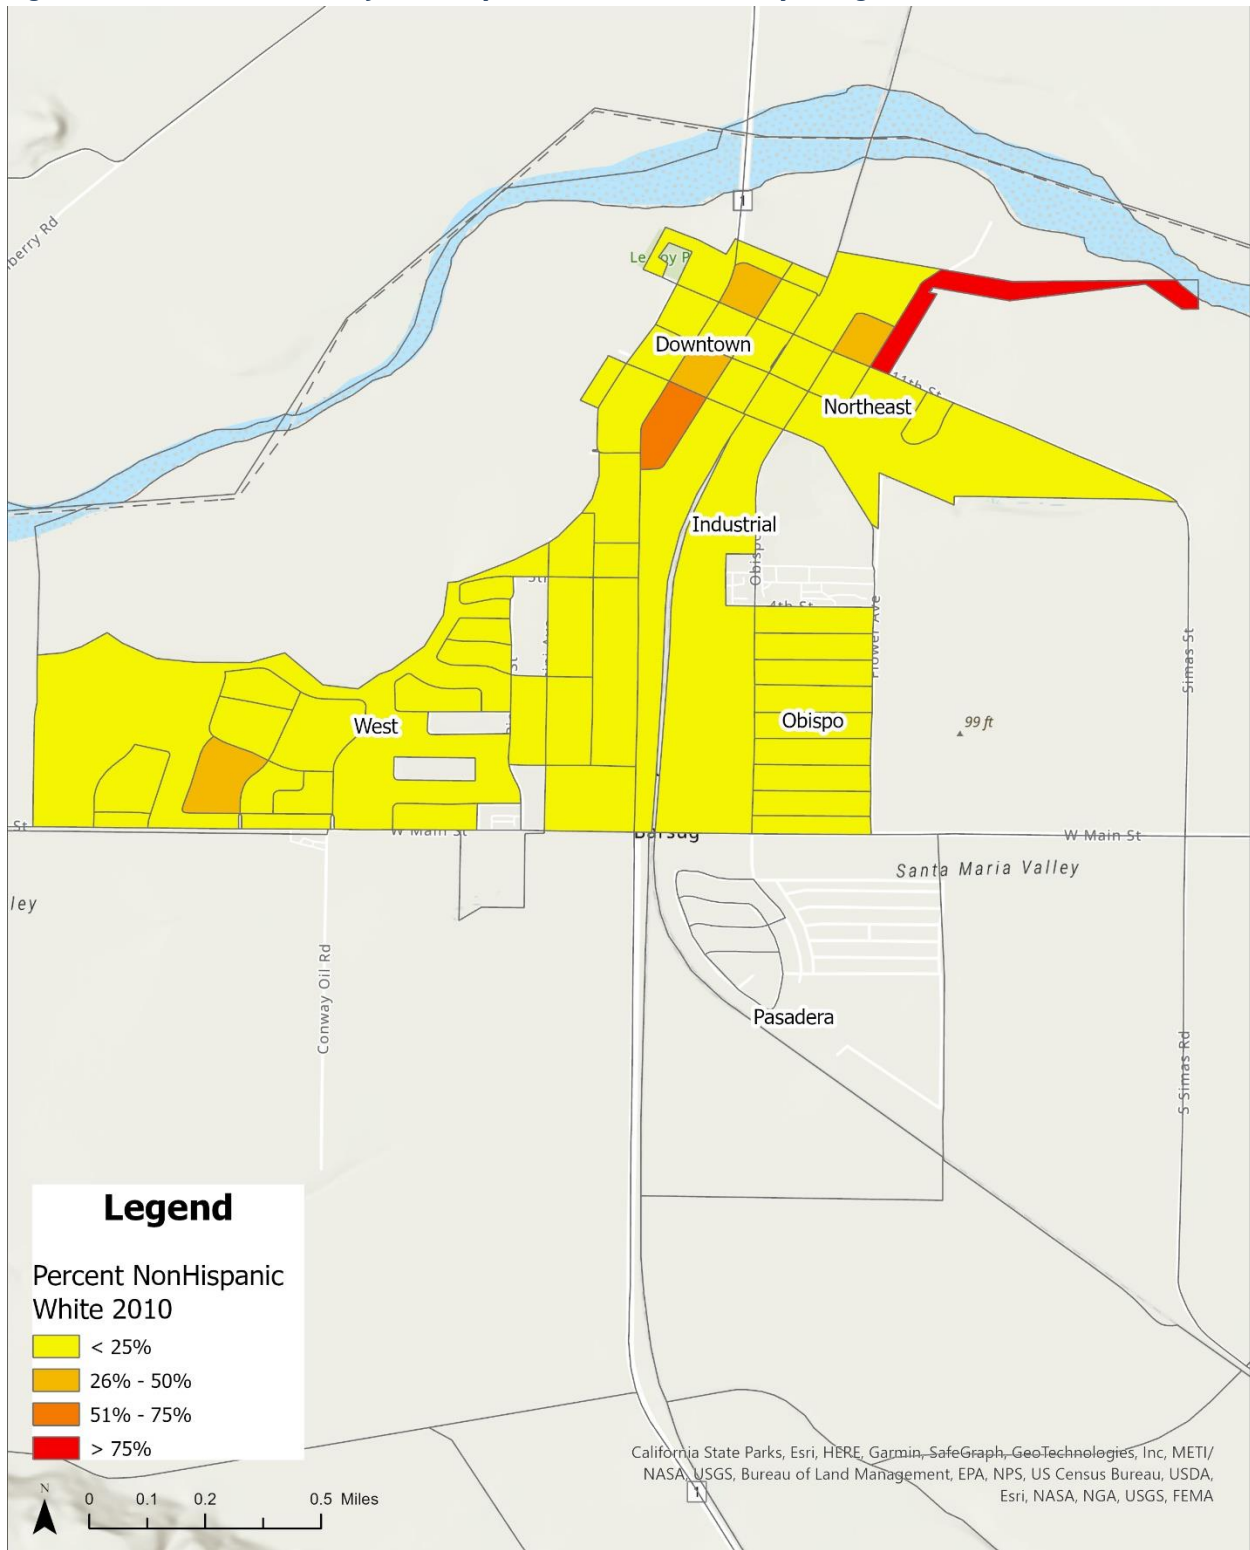 berry Rd
1
Le oy P
Downtown
11th St
Northeast
Industrial
Obispo
4th St
Flower Ave
Simas St
West
Obispo
99 ft
St
W Main St
W Main St
Santa Maria Valley
ley
Conway Oil Rd
Pasadera
S Simas Rd
Legend
Percent NonHispanic
White 2010
< 25%
26% - 50%
51% - 75%
> 75%
California State Parks, Esri, HERE, Garmin, SafeGraph, GeoTechnologies, Inc, METI/
NASA, USGS, Bureau of Land Management, EPA, NPS, US Census Bureau, USDA,
Esri, NASA, NGA, USGS, FEMA
1
N
0 0.1 0.2 0.5 Miles